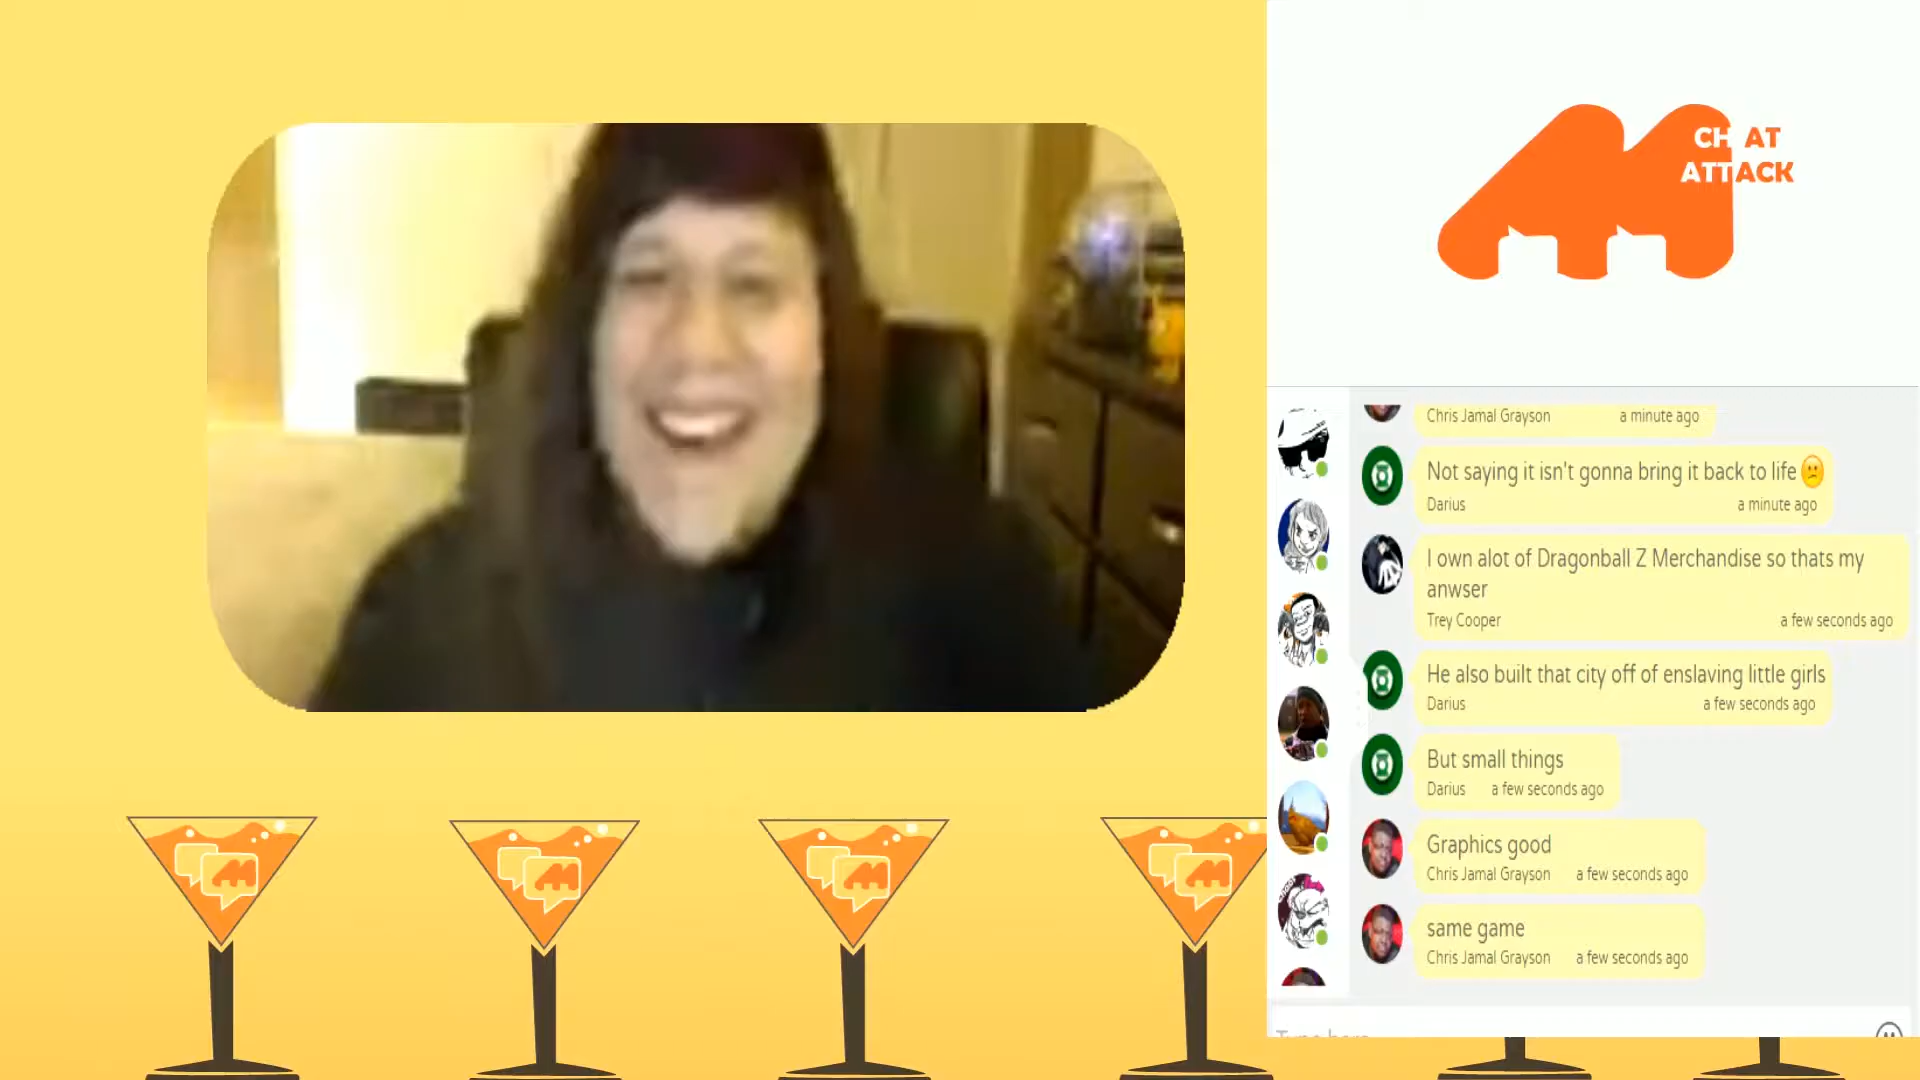 CHAT
ATTACK
Chris Jamal Grayson a minute ago
Not saying it isn't gonna bring it back to life
Darius a minute ago
I own alot of Dragonball Z Merchandise so thats my
anwser
Trey Cooper a few seconds ago
He also built that city off of enslaving little girls
Darius a few seconds ago
But small things
Darius a few seconds ago
Graphics good
Chris Jamal Grayson a few seconds ago
same game
Chris Jamal Grayson a few seconds ago